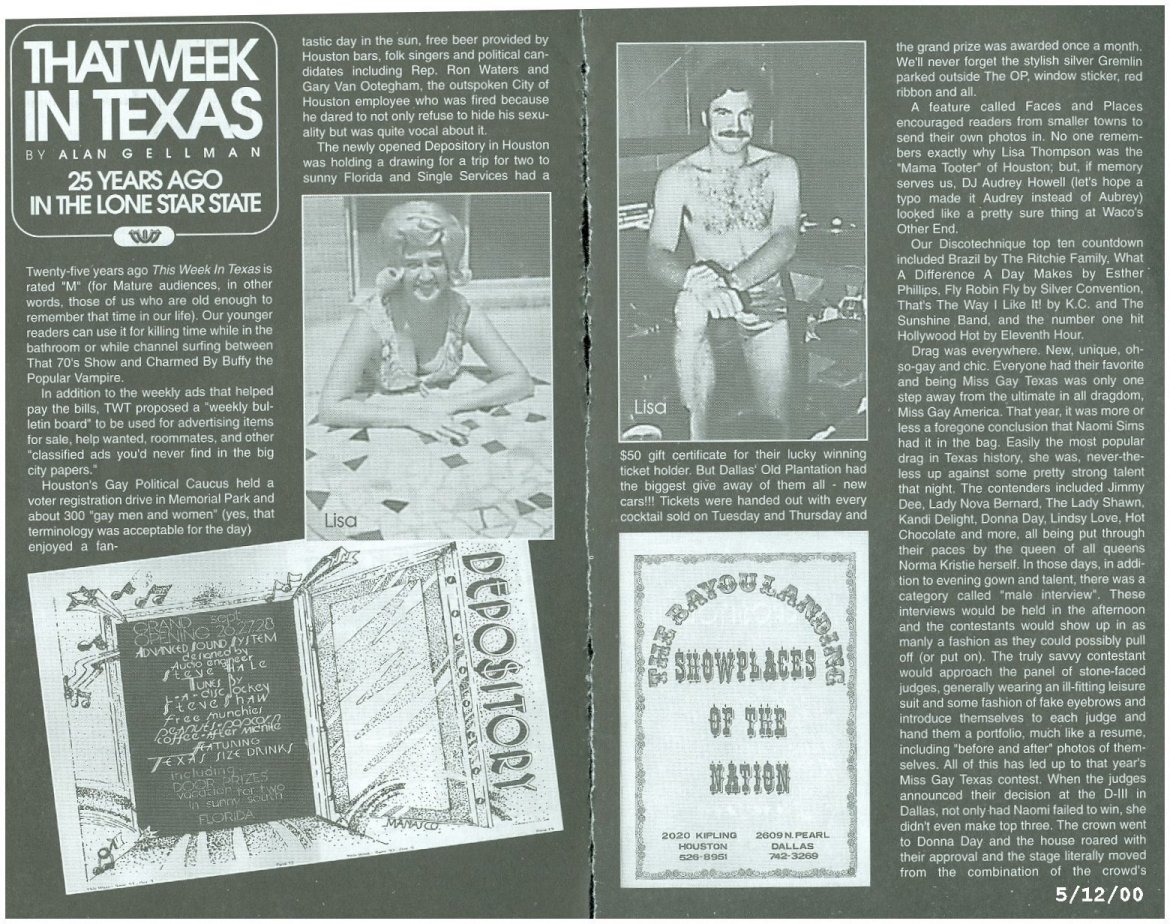 THAT WEEK
IN TEXAS
BY ALAN GELLMAN
25 YEARS AGO
IN THE LONE STAR STATE
TWT
Twenty-five years ago This Week In Texas is
rated "M" (for Mature audiences, in other
words, those of us who are old enough to
remember that time in our life). Our younger
readers can use it for killing time while in the
bathroom or while channel surfing between
That 70's Show and Charmed By Buffy the
Popular Vampire.
In addition to the weekly ads that helped
pay the bills, TWT proposed a "weekly bul-
letin board" to be used for advertising items
for sale, help wanted, roommates, and other
"classified ads you'd never find in the big
city papers."
Houston's Gay Political Caucus held a
voter registration drive in Memorial Park and
about 300 "gay men and women" (yes, that
terminology was acceptable for the day)
enjoyed a fan-
tastic day in the sun, free beer provided by
Houston bars, folk singers and political can-
didates including Rep. Ron Waters and
Gary Van Ootegham, the outspoken City of
Houston employee who was fired because
he dared to not only refuse to hide his sexu-
ality but was quite vocal about it.
The newly opened Depository in Houston
was holding a drawing for a trip for two to
sunny Florida and Single Services had a
Lisa
GRAND sept.
OPENING 26-27-28
ADVANCED SOUND SYSTEM
designed by
Audio engineer
STEVE TATE
TUNES by
L.A. disc jockey
STEVE SHAW
free munchies
PEANUTS POPCORN
COFFEE AFTER MIDNITE
FEATURING
TEXAS SIZE DRINKS
including
DOOR PRIZES
vacation for two
in sunny south
FLORIDA
DEPO$ITORY
Lisa
$50 gift certificate for their lucky winning
ticket holder. But Dallas' Old Plantation had
the biggest give away of them all - new
cars!!! Tickets were handed out with every
cocktail sold on Tuesday and Thursday and
THE BAYOU LANDING
SHOWPLACES
OF THE
NATION
2020 KIPLING
HOUSTON
526-8951
2609 N. PEARL
DALLAS
742-3269
the grand prize was awarded once a month.
We'll never forget the stylish silver Gremlin
parked outside The OP, window sticker, red
ribbon and all.
A feature called Faces and Places
encouraged readers from smaller towns to
send their own photos in. No one remem-
bers exactly why Lisa Thompson was the
"Mama Tooter" of Houston; but, if memory
serves us, DJ Audrey Howell (let's hope a
typo made it Audrey instead of Aubrey)
looked like a pretty sure thing at Waco's
Other End.
Our Discotechnique top ten countdown
included Brazil by The Ritchie Family, What
A Difference A Day Makes by Esther
Phillips, Fly Robin Fly by Silver Convention,
That's The Way I Like It! by K.C. and The
Sunshine Band, and the number one hit
Hollywood Hot by Eleventh Hour.
Drag was everywhere. New, unique, oh-
so-gay and chic. Everyone had their favorite
and being Miss Gay Texas was only one
step away from the ultimate in all dragdom,
Miss Gay America. That year, it was more or
less a foregone conclusion that Naomi Sims
had it in the bag. Easily the most popular
drag in Texas history, she was, never-the-
less up against some pretty strong talent
that night. The contenders included Jimmy
Dee, Lady Nova Bernard, The Lady Shawn,
Kandi Delight, Donna Day, Lindsy Love, Hot
Chocolate and more, all being put through
their paces by the queen of all queens
Norma Kristie herself. In those days, in addi-
tion to evening gown and talent, there was a
category called "male interview". These
interviews would be held in the afternoon
and the contestants would show up in as
manly a fashion as they could possibly pull
off (or put on). The truly savvy contestant
would approach the panel of stone-faced
judges, generally wearing an ill-fitting leisure
suit and some fashion of fake eyebrows and
introduce themselves to each judge and
hand them a portfolio, much like a resume,
including "before and after" photos of them-
selves. All of this has led up to that year's
Miss Gay Texas contest. When the judges
announced their decision at the D-III in
Dallas, not only had Naomi failed to win, she
didn't even make top three. The crown went
to Donna Day and the house roared with
their approval and the stage literally moved
from the combination of the crowd's
5/12/00